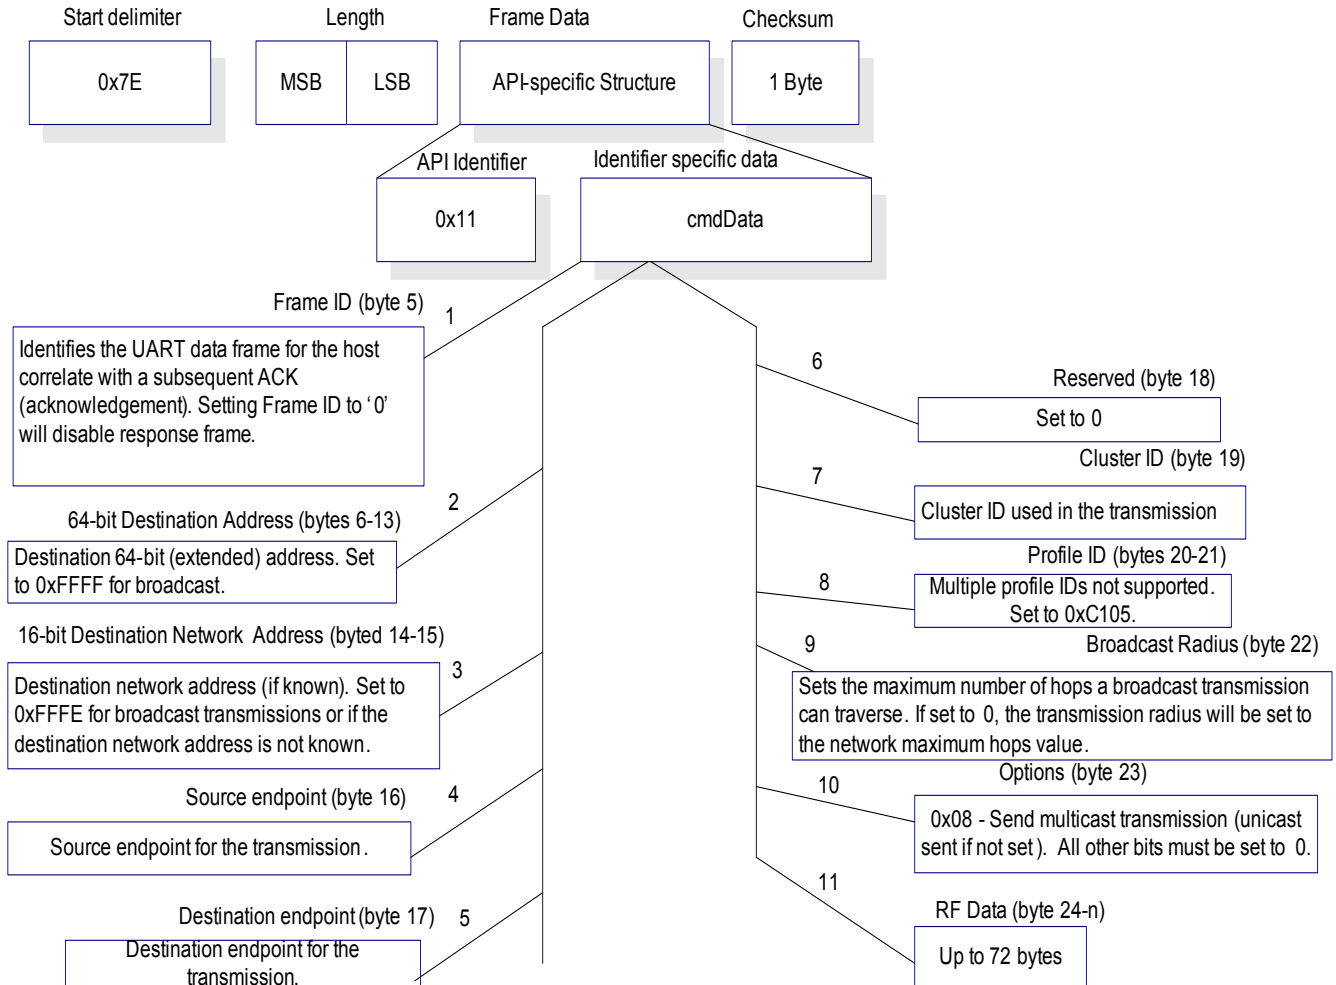 Start delimiter
Length
Frame Data
Checksum
0x7E
MSB
LSB
API-specific Structure
1 Byte
API Identifier
Identifier specific data
0x11
cmdData
Frame ID (byte 5)
1
Identifies the UART data frame for the host
correlate with a subsequent ACK
(acknowledgement). Setting Frame ID to ‘0’
will disable response frame.
2
64-bit Destination Address (bytes 6-13)
Destination 64-bit (extended) address. Set
to 0xFFFF for broadcast.
16-bit Destination Network Address (byted 14-15)
3
Destination network address (if known). Set to
0xFFFE for broadcast transmissions or if the
destination network address is not known.
Source endpoint (byte 16)
4
Source endpoint for the transmission.
Destination endpoint (byte 17)
5
Destination endpoint for the
transmission.
6
Reserved (byte 18)
Set to 0
Cluster ID (byte 19)
7
Cluster ID used in the transmission
Profile ID (bytes 20-21)
8
Multiple profile IDs not supported.
Set to 0xC105.
9
Broadcast Radius (byte 22)
Sets the maximum number of hops a broadcast transmission
can traverse. If set to 0, the transmission radius will be set to
the network maximum hops value.
Options (byte 23)
10
0x08 - Send multicast transmission (unicast
sent if not set). All other bits must be set to 0.
11
RF Data (byte 24-n)
Up to 72 bytes